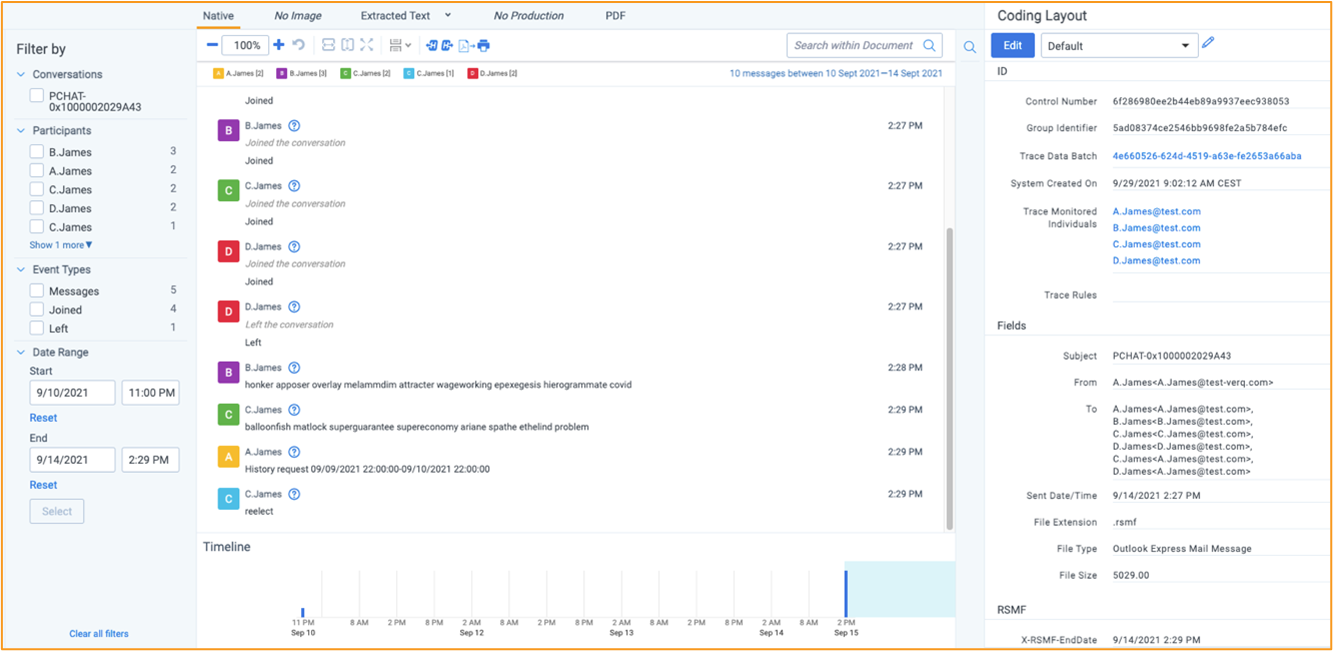 Native
No Image
Extracted Text
No Production
PDF
Filter by
Conversations
PCHAT-
0x1000002029A43
Participants
B.James 3
A.James 2
C.James 2
D.James 2
C.James 1
Show 1 more▼
Event Types
Messages 5
Joined 4
Left 1
Date Range
Start
9/10/2021 11:00 PM
Reset
End
9/14/2021 2:29 PM
Reset
Select
Clear all filters
100%
Search within Document
A A.James [2] B B.James [3] C C.James [2] C C.James [1] D D.James [2]
10 messages between 10 Sept 2021—14 Sept 2021
Joined
B B.James ? 2:27 PM
Joined the conversation
Joined
C C.James ? 2:27 PM
Joined the conversation
Joined
D D.James ? 2:27 PM
Joined the conversation
Joined
D D.James ? 2:27 PM
Left the conversation
Left
B B.James ? 2:28 PM
honker apposer overlay melammdim attracter wageworking epexegesis hierogrammate covid
C C.James ? 2:29 PM
balloonfish matlock superguarantee supereconomy ariane spathe ethelind problem
A A.James ? 2:29 PM
History request 09/09/2021 22:00:00-09/10/2021 22:00:00
C C.James ? 2:29 PM
reelect
Timeline
11 PM 8 AM 2 PM 8 PM 2 AM 8 AM 2 PM 8 PM 2 AM 8 AM 2 PM 8 PM 2 AM 8 AM 2 PM
Sep 10 Sep 12 Sep 13 Sep 14 Sep 15
Coding Layout
Edit
Default
ID
Control Number 6f286980ee2b44eb89a9937eec938053
Group Identifier 5ad08374ce2546bb9698fe2a5b784efc
Trace Data Batch 4e660526-624d-4519-a63e-fe2653a66aba
System Created On 9/29/2021 9:02:12 AM CEST
Trace Monitored Individuals
A.James@test.com
B.James@test.com
C.James@test.com
D.James@test.com
Trace Rules
Fields
Subject PCHAT-0x1000002029A43
From A.James<A.James@test-verq.com>
To A.James<A.James@test.com>,
B.James<B.James@test.com>,
C.James<C.James@test.com>,
D.James<D.James@test.com>,
C.James<A.James@test.com>,
D.James<A.James@test.com>
Sent Date/Time 9/14/2021 2:27 PM
File Extension .rsmf
File Type Outlook Express Mail Message
File Size 5029.00
RSMF
X-RSMF-EndDate 9/14/2021 2:29 PM